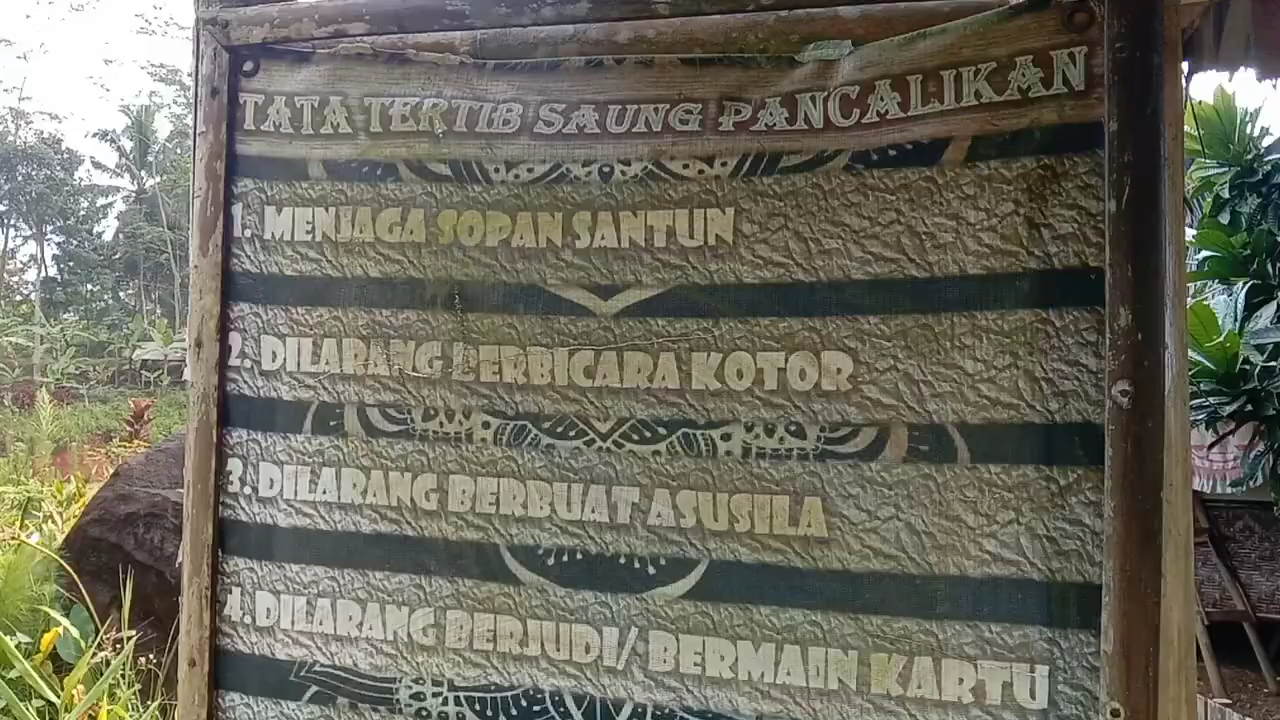 TATA TERTIB SAUNG PANCALIKAN
1. MENJAGA SOPAN SANTUN
2. DILARANG BERBICARA KOTOR
3. DILARANG BERBUAT ASUSILA
4. DILARANG BERJUDI/ BERMAIN KARTU